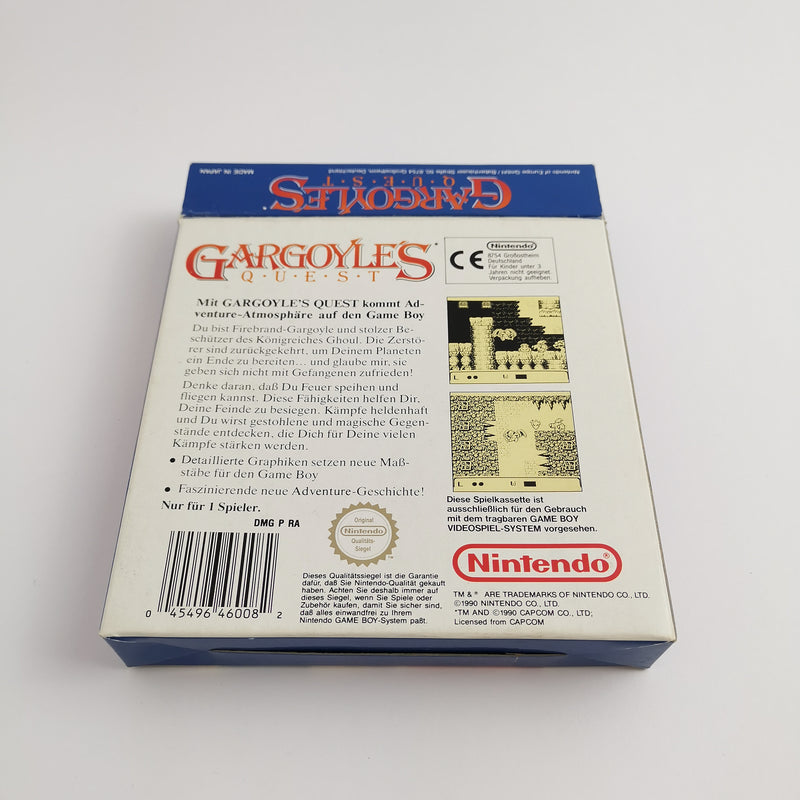 Nintendo of Europe GmbH / Babenhauser Straße 50, 8754 Großostheim, Deutschland
MADE IN JAPAN
GARGOYLE'S
QUEST
GARGOYLE'S
QUEST
Mit GARGOYLE'S QUEST kommt Ad-
venture-Atmosphäre auf den Game Boy
Du bist Firebrand-Gargoyle und stolzer Be-
schützer des Königreiches Ghoul. Die Zerstö-
rer sind zurückgekehrt, um Deinem Planeten
ein Ende zu bereiten... und glaube mir, sie
geben sich nicht mit Gefangenen zufrieden!
Denke daran, daß Du Feuer speihen und
fliegen kannst. Diese Fähigkeiten helfen Dir,
Deine Feinde zu besiegen. Kämpfe heldenhaft
und Du wirst gestohlene und magische Gegen-
stände entdecken, die Dich für Deine vielen
Kämpfe stärken werden.
• Detaillierte Graphiken setzen neue Maß-
stäbe für den Game Boy
• Faszinierende neue Adventure-Geschichte!
Nur für 1 Spieler.
DMG P RA
0 45496 46008 2
Original
Nintendo
Qualitäts-
Siegel
Dieses Qualitätssiegel ist die Garantie
dafür, daß Sie Nintendo-Qualität gekauft
haben. Achten Sie deshalb immer auf
dieses Siegel, wenn Sie Spiele oder
Zubehör kaufen, damit Sie sicher sind,
daß alles einwandfrei zu Ihrem
Nintendo GAME BOY-System paßt.
CE
Nintendo
8754 Großostheim
Deutschland
Für Kinder unter 3
Jahren nicht geeignet
Verpackung aufheben.
Diese Spielkassette ist
ausschließlich für den Gebrauch
mit dem tragbaren GAME BOY
VIDEOSPIEL-SYSTEM vorgesehen.
Nintendo®
TM & ® ARE TRADEMARKS OF NINTENDO CO., LTD.
©1990 NINTENDO CO., LTD.
*TM AND ©1990 CAPCOM CO., LTD;
Licensed from CAPCOM